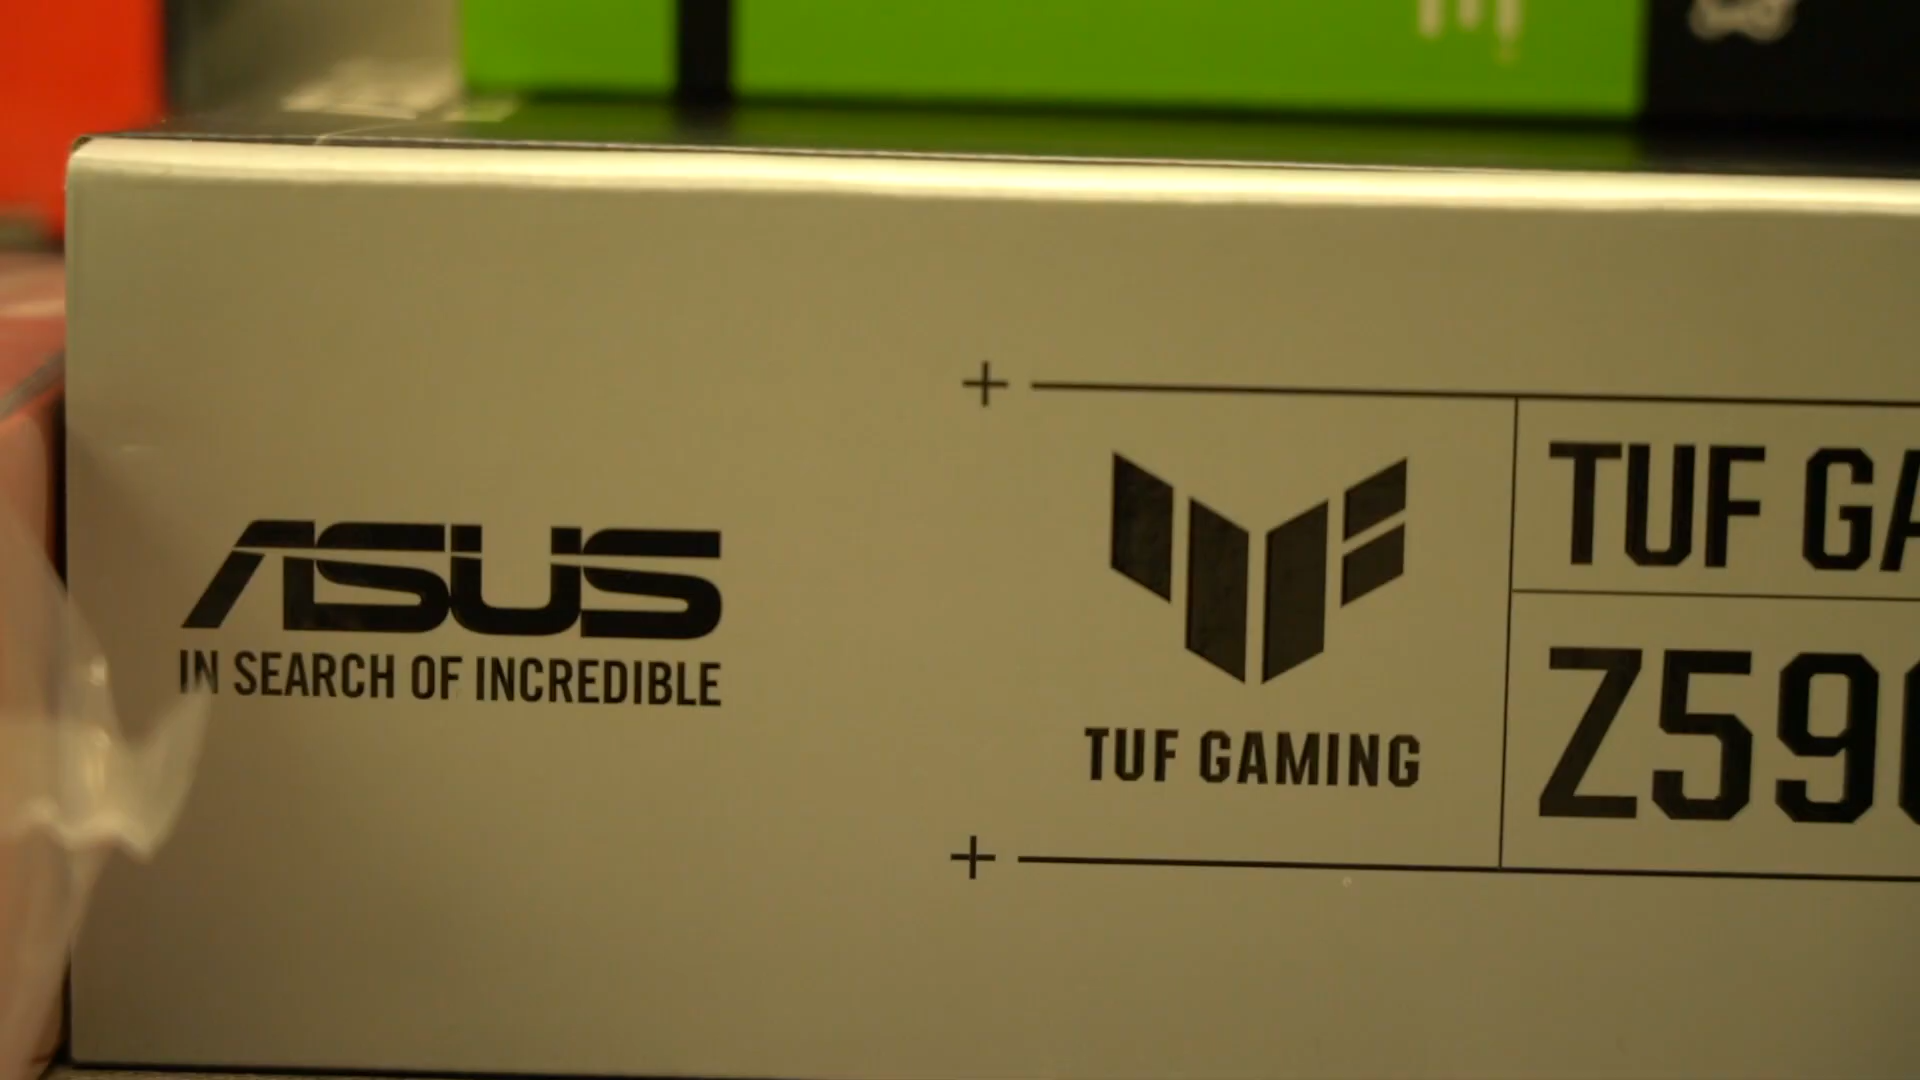 ASUS
IN SEARCH OF INCREDIBLE
TUF GAMING
TUF GA
Z59